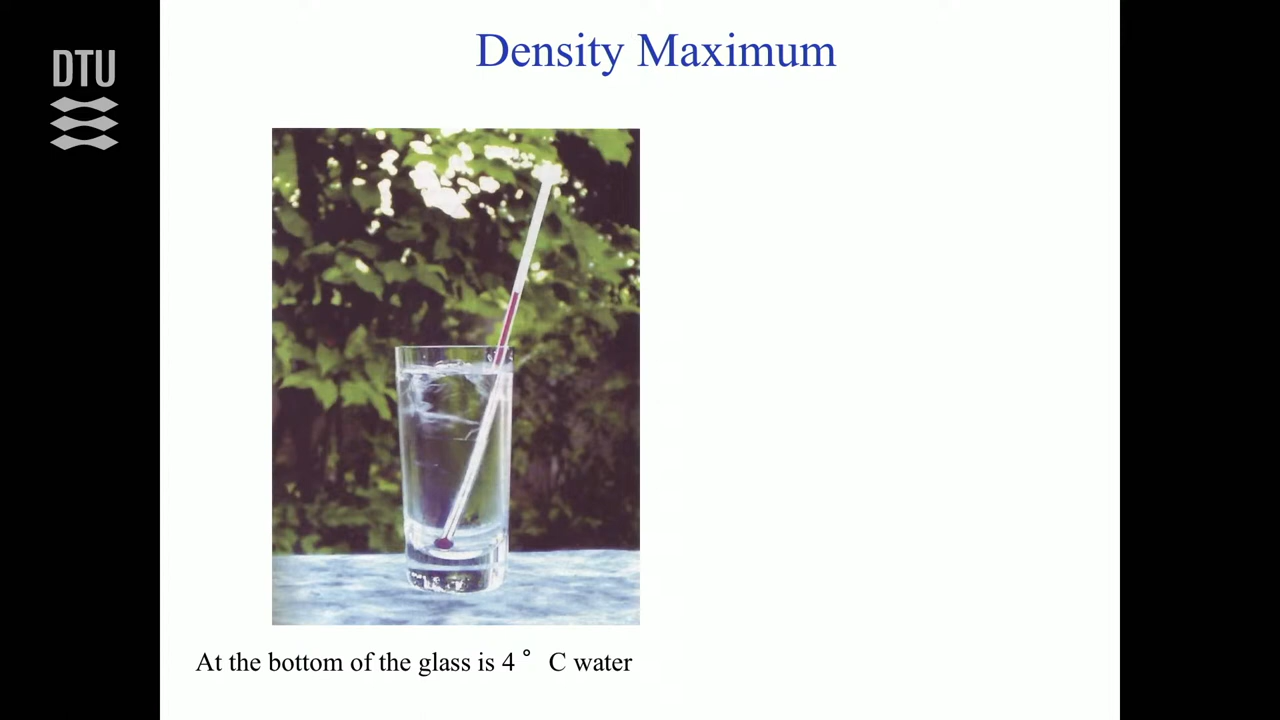 DTU
Density Maximum
At the bottom of the glass is 4 ° C water